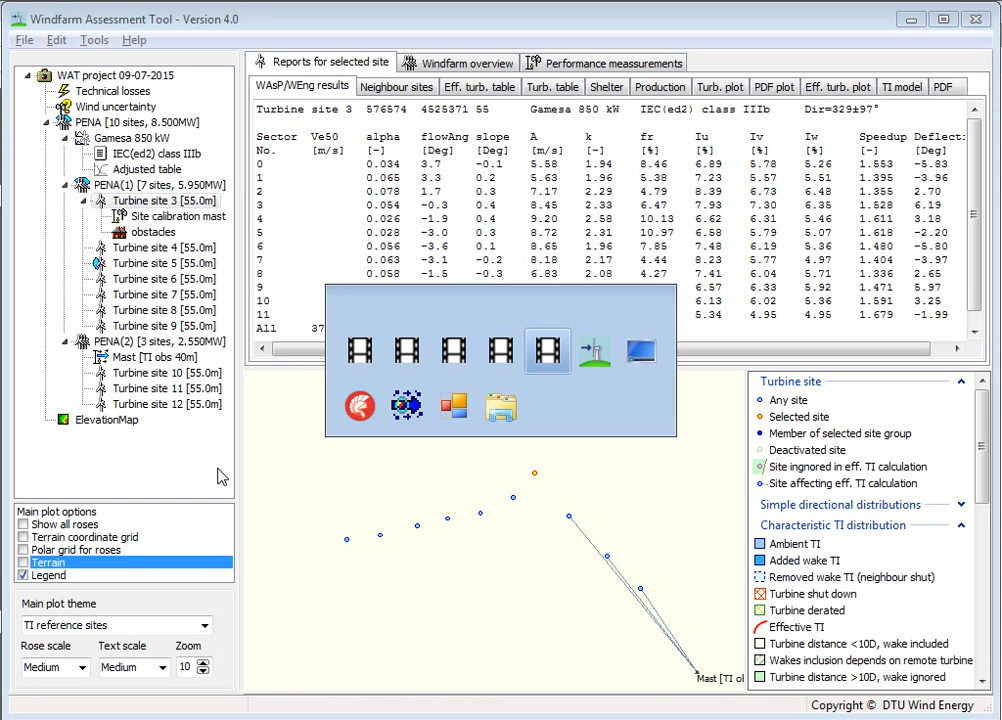 Windfarm Assessment Tool - Version 4.0
File Edit Tools Help
WAT project 09-07-2015
Technical losses
Wind uncertainty
PENA [10 sites, 8.500MW]
Gamesa 850 kW
IEC(ed2) class IIIb
Adjusted table
PENA(1) [7 sites, 5.950MW]
Turbine site 3 [55.0m]
Site calibration mast
obstacles
Turbine site 4 [55.0m]
Turbine site 5 [55.0m]
Turbine site 6 [55.0m]
Turbine site 7 [55.0m]
Turbine site 8 [55.0m]
Turbine site 9 [55.0m]
PENA(2) [3 sites, 2.550MW]
Mast [TI obs 40m]
Turbine site 10 [55.0m]
Turbine site 11 [55.0m]
Turbine site 12 [55.0m]
ElevationMap
Main plot options
Show all roses
Terrain coordinate grid
Polar grid for roses
Terrain
Legend
Main plot theme
TI reference sites
Rose scale Text scale Zoom
Medium Medium 10
Reports for selected site Windfarm overview Performance measurements
WAsP/WEng results Neighbour sites Eff. turb. table Turb. table Shelter Production Turb. plot PDF plot Eff. turb. plot TI model PDF
Turbine site 3 576574 4525371 55 Gamesa 850 kW IEC(ed2) class IIIb Dir=329±97°
Sector Ve50 alpha flowAng slope A k fr Iu Iv Iw Speedup Deflect:
No. [m/s] [-] [Deg] [Deg] [m/s] [-] [%] [%] [%] [%] [-] [Deg]
0 0.034 3.7 -0.1 5.58 1.94 8.46 6.89 5.78 5.26 1.553 -5.83
1 0.065 3.3 0.2 5.63 1.96 5.38 7.23 5.57 5.51 1.395 -3.96
2 0.078 1.7 0.3 7.17 2.29 4.79 8.39 6.73 6.48 1.355 2.70
3 0.054 -0.3 0.4 8.45 2.33 6.47 7.93 7.30 6.35 1.528 6.19
4 0.026 -1.9 0.4 9.20 2.58 10.13 6.62 6.31 5.46 1.611 3.18
5 0.028 -3.0 0.3 8.72 2.31 10.97 6.58 5.79 5.07 1.618 -2.20
6 0.056 -3.6 0.1 8.65 1.96 7.85 7.48 6.19 5.36 1.480 -5.80
7 0.063 -3.1 -0.2 8.18 2.17 4.44 8.23 5.77 4.97 1.404 -3.97
8 0.058 -1.5 -0.3 6.83 2.08 4.27 7.41 6.04 5.71 1.336 2.65
9 6.57 6.33 5.92 1.471 5.97
10 6.13 6.02 5.36 1.591 3.25
11 5.34 4.95 4.95 1.679 -1.99
All 37
Mast [TI ol
Turbine site
Any site
Selected site
Member of selected site group
Deactivated site
Site ingnored in eff. TI calculation
Site affecting eff. TI calculation
Simple directional distributions
Characteristic TI distribution
Ambient TI
Added wake TI
Removed wake TI (neighbour shut)
Turbine shut down
Turbine derated
Effective TI
Turbine distance <10D, wake included
Wakes inclusion depends on remote turbine
Turbine distance >10D, wake ignored
Copyright © DTU Wind Energy